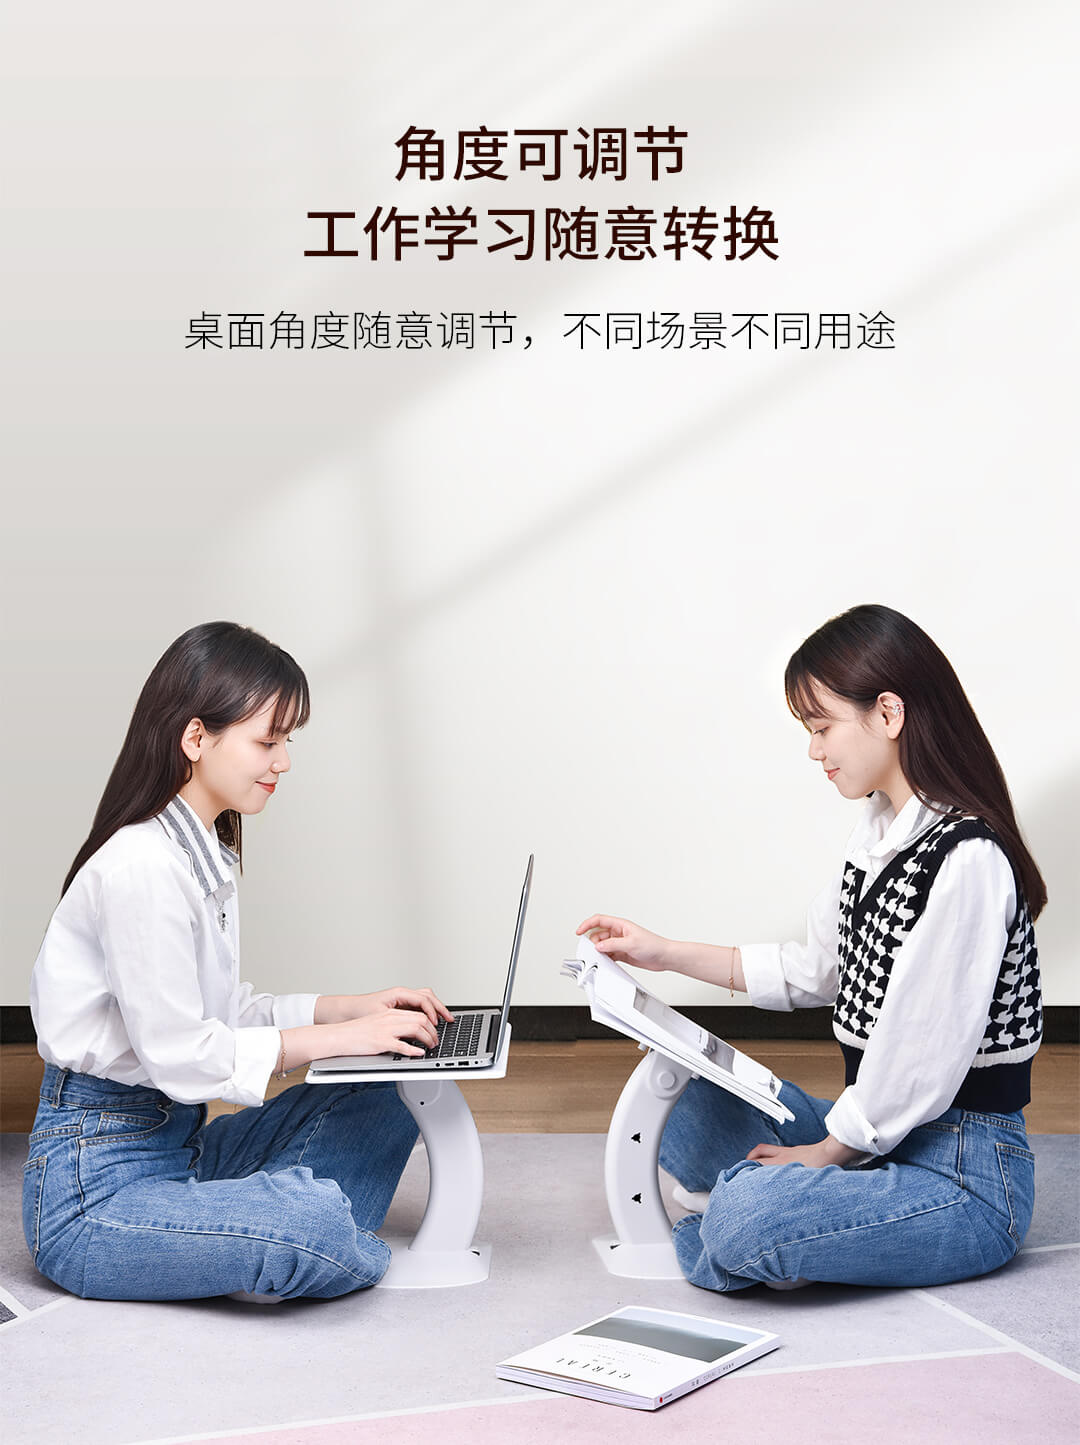 角度可调节
工作学习随意转换
桌面角度随意调节，不同场景不同用途